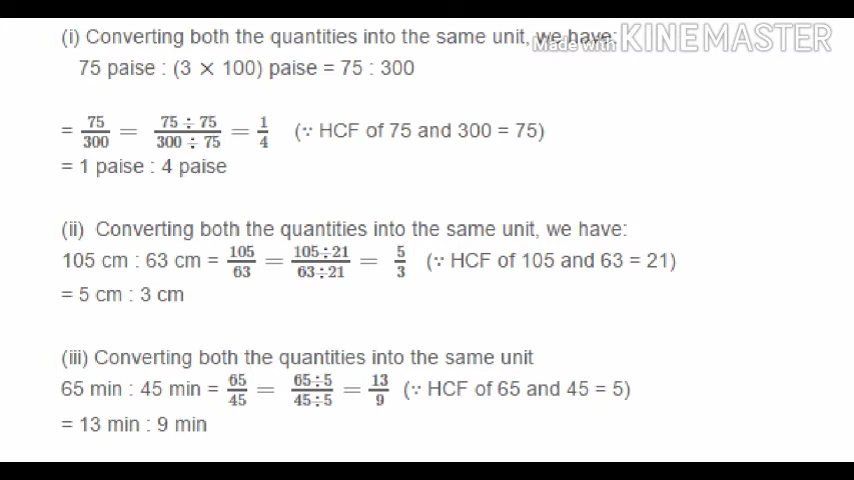 (i) Converting both the quantities into the same unit, we have:
Made with KINEMASTER
75 paise : (3 × 100) paise = 75 : 300
= 75/300 = 75 ÷ 75/300 ÷ 75 = 1/4 (∵ HCF of 75 and 300 = 75)
= 1 paise : 4 paise
(ii) Converting both the quantities into the same unit, we have:
105 cm : 63 cm = 105/63 = 105÷21/63÷21 = 5/3 (∵ HCF of 105 and 63 = 21)
= 5 cm : 3 cm
(iii) Converting both the quantities into the same unit
65 min : 45 min = 65/45 = 65÷5/45÷5 = 13/9 (∵ HCF of 65 and 45 = 5)
= 13 min : 9 min